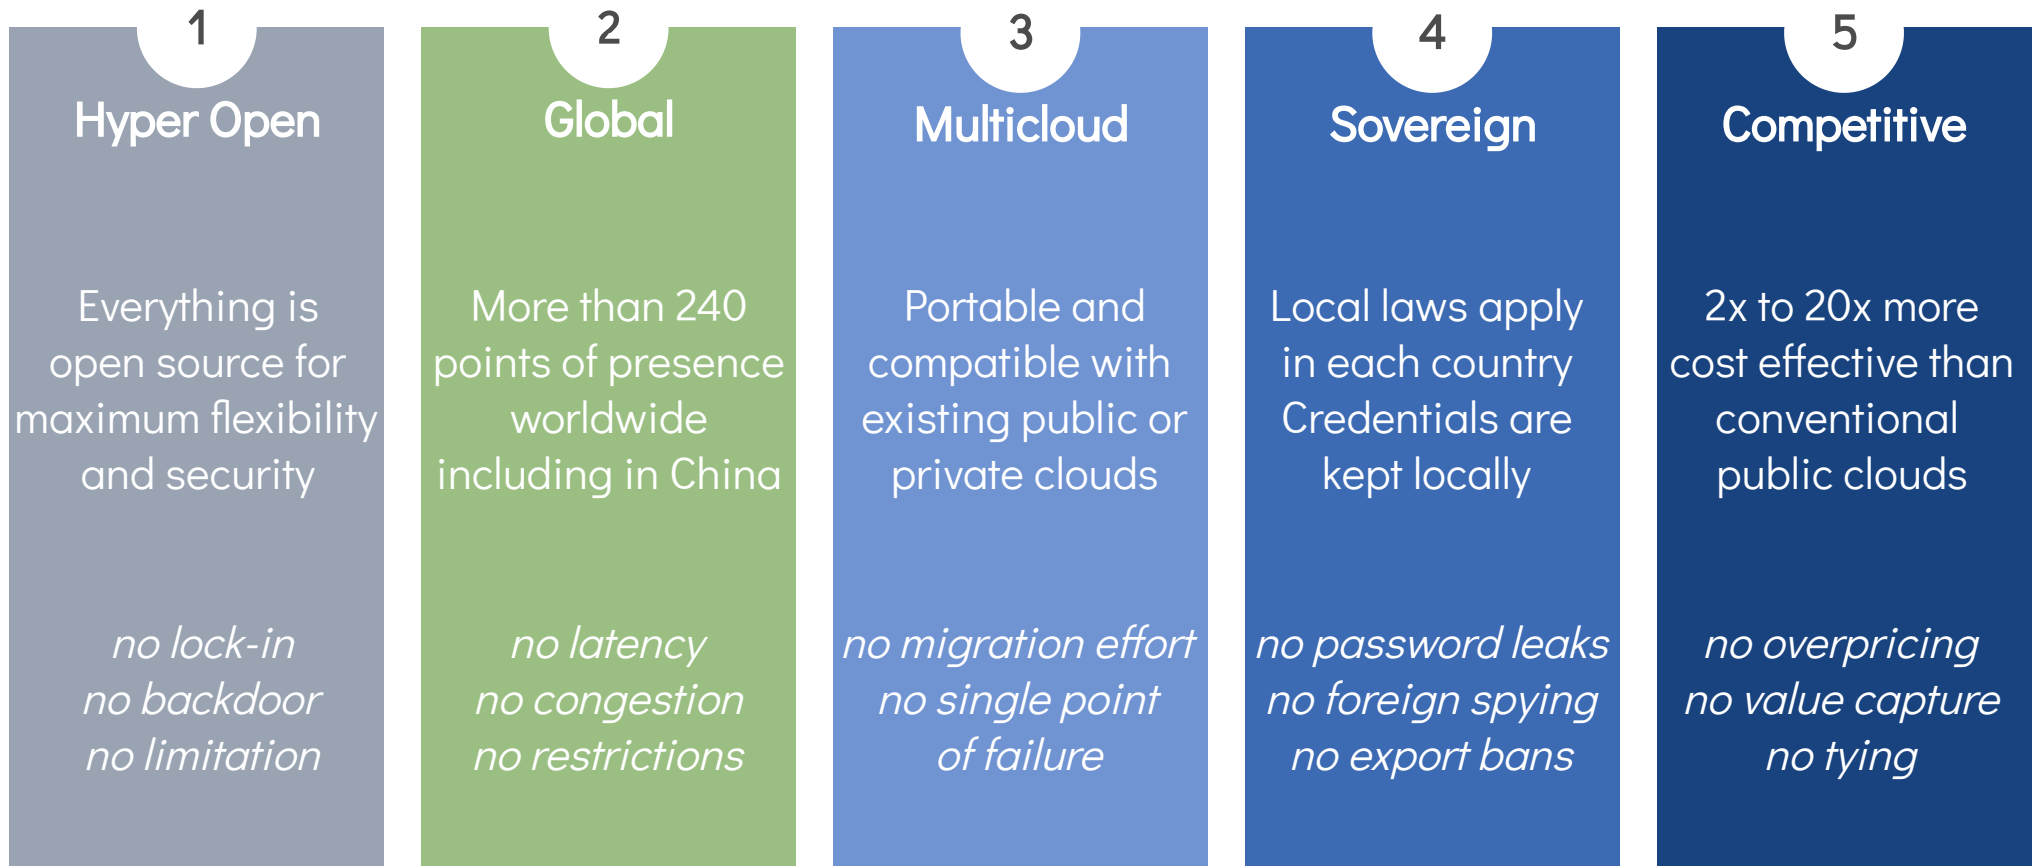 1
Hyper Open
Everything is
open source for
maximum flexibility
and security
no lock-in
no backdoor
no limitation
2
Global
More than 240
points of presence
worldwide
including in China
no latency
no congestion
no restrictions
3
Multicloud
Portable and
compatible with
existing public or
private clouds
no migration effort
no single point
of failure
4
Sovereign
Local laws apply
in each country
Credentials are
kept locally
no password leaks
no foreign spying
no export bans
5
Competitive
2x to 20x more
cost effective than
conventional
public clouds
no overpricing
no value capture
no tying